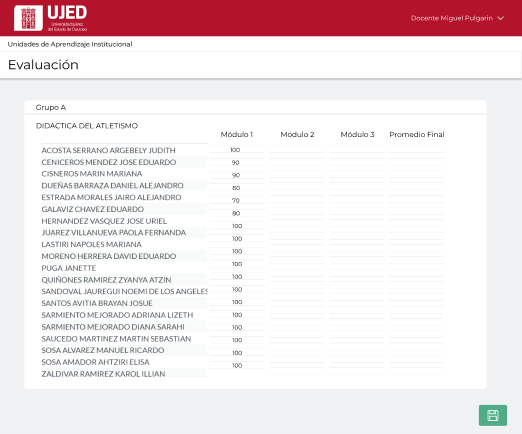 UJED
Universidad Juárez
del Estado de Durango
Docente Miguel Pulgarin
Unidades de Aprendizaje Institucional
Evaluación
Grupo A
DIDACTICA DEL ATLETISMO
Módulo 1 Módulo 2 Módulo 3 Promedio Final
ACOSTA SERRANO ARGEBELY JUDITH
CENICEROS MENDEZ JOSE EDUARDO
CISNEROS MARIN MARIANA
DUEÑAS BARRAZA DANIEL ALEJANDRO
ESTRADA MORALES JAIRO ALEJANDRO
GALAVIZ CHAVEZ EDUARDO
HERNANDEZ VASQUEZ JOSE URIEL
JUAREZ VILLANUEVA PAOLA FERNANDA
LASTIRI NAPOLES MARIANA
MORENO HERRERA DAVID EDUARDO
PUGA JANETTE
QUIÑONES RAMIREZ ZYANYA ATZIN
SANDOVAL JAUREGUI NOEMI DE LOS ANGELES
SANTOS AVITIA BRAYAN JOSUE
SARMIENTO MEJORADO ADRIANA LIZETH
SARMIENTO MEJORADO DIANA SARAHI
SAUCEDO MARTINEZ MARTIN SEBASTIAN
SOSA ALVAREZ MANUEL RICARDO
SOSA AMADOR AHTZIRI ELISA
ZALDIVAR RAMIREZ KAROL ILLIAN
100
90
90
80
70
80
100
100
100
100
100
100
100
100
100
100
100
100